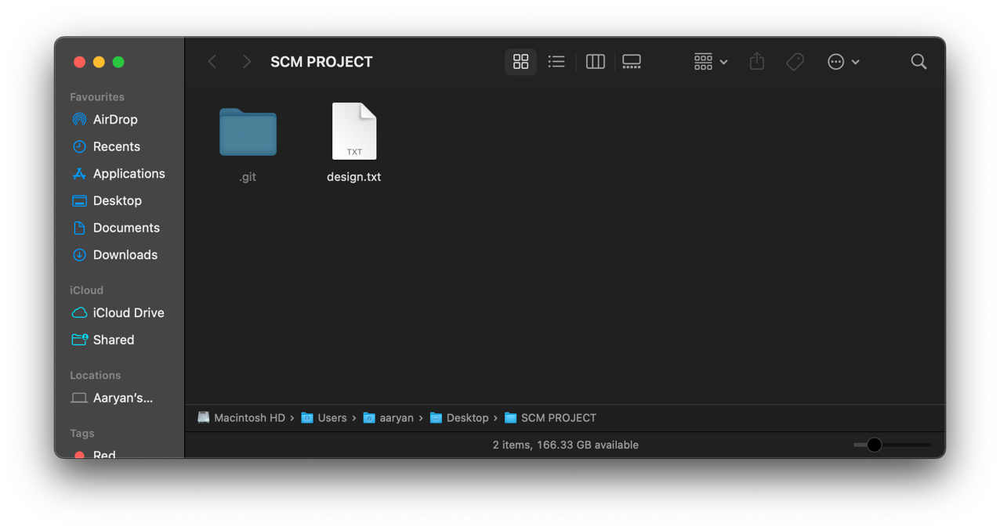 SCM PROJECT
Favourites
AirDrop
Recents
Applications
Desktop
Documents
Downloads
iCloud
iCloud Drive
Shared
Locations
Aaryan's...
Tags
Red
TXT
.git
design.txt
Macintosh HD › Users › aaryan › Desktop › SCM PROJECT
2 items, 166.33 GB available